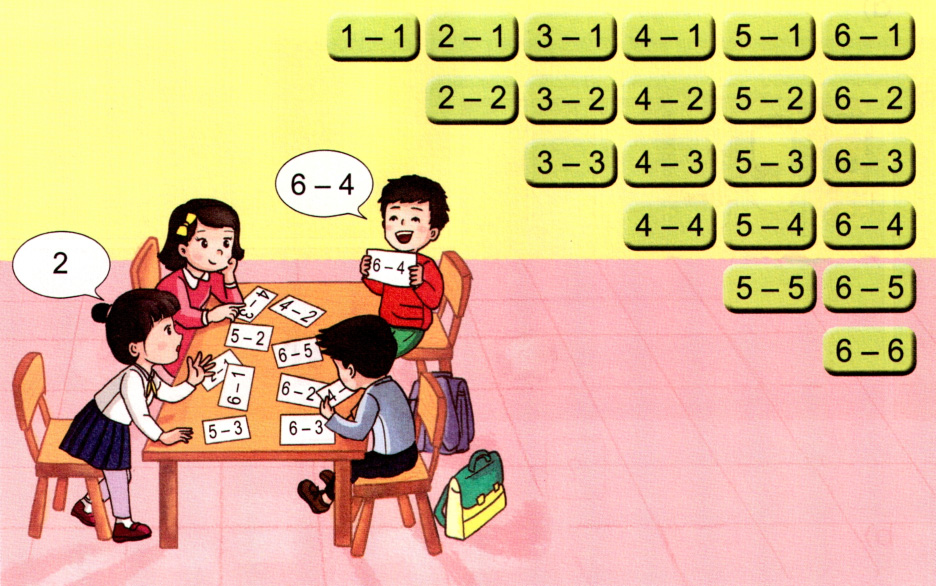 1 – 1 2 – 1 3 – 1 4 – 1 5 – 1 6 – 1
2 – 2 3 – 2 4 – 2 5 – 2 6 – 2
3 – 3 4 – 3 5 – 3 6 – 3
4 – 4 5 – 4 6 – 4
5 – 5 6 – 5
6 – 6
6 – 4
2
6 – 4
4 – 3
4 – 2
5 – 2
6 – 5
6 – 1
6 – 2
5 – 3
6 – 3